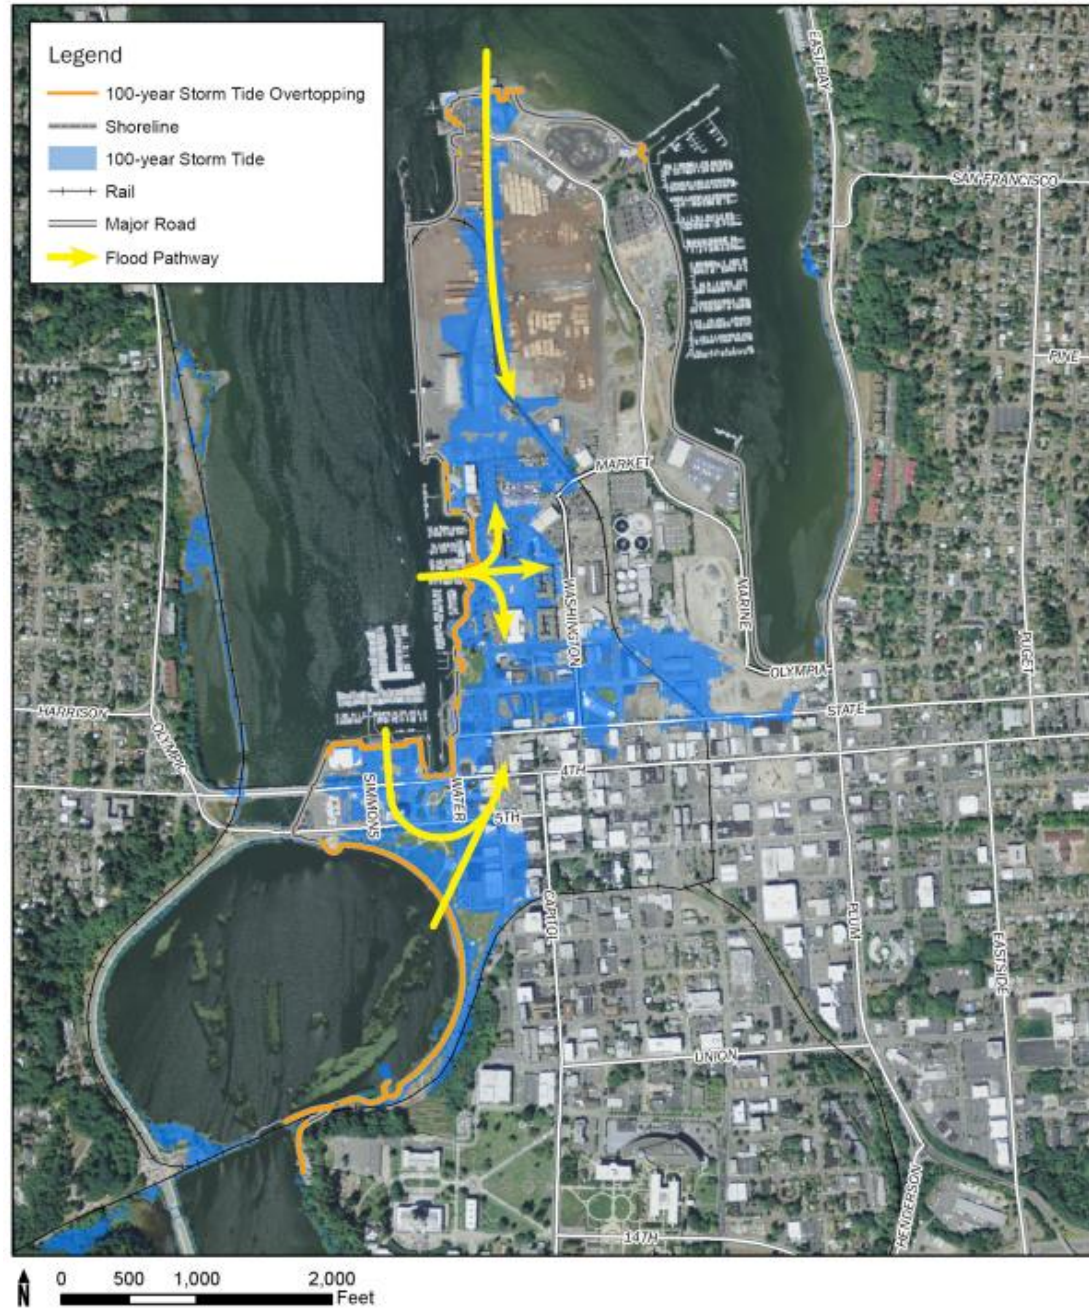 Legend
100-year Storm Tide Overtopping
Shoreline
100-year Storm Tide
Rail
Major Road
Flood Pathway
EAST BAY
SAN FRANCISCO
PINE
MARKET
WASHINGTON
MARINE
PUGET
OLYMPIA
HARRISON
STATE
OLYMPIC
4TH
SIMMONS
WATER
5TH
CAPITOL
PLUM
EASTSIDE
UNION
HENDERSON
14TH
N
0 500 1,000 2,000
Feet